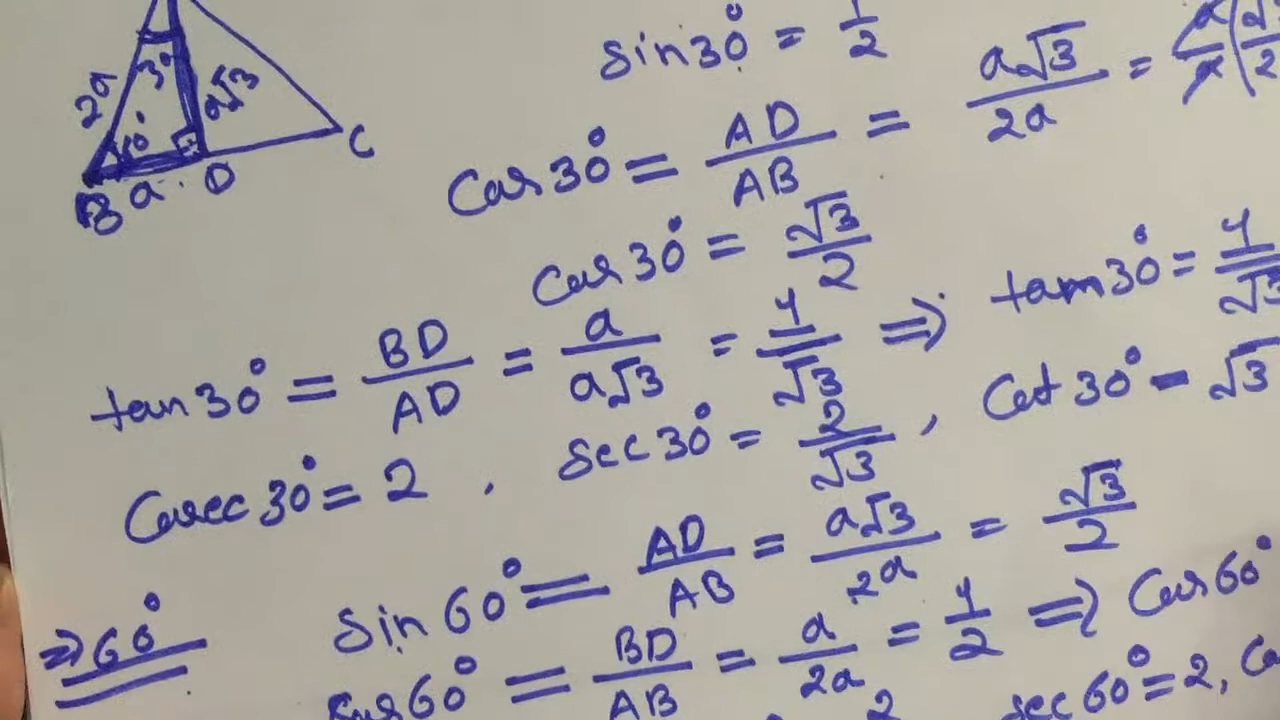 sin30° = 1/2
2a 30° a√3
60°
B a . D C
Cos30° = AD/AB = a√3/2a =
Cos30° = √3/2
tan30° = BD/AD = a/a√3 = 1/√3 ⇒ tan30° = 1/√3
Cosec30° = 2 , sec30° = 2/√3 , Cot30° = √3
⇒ 60° sin60° = AD/AB = a√3/2a = √3/2
Cos60° = BD/AB = a/2a = 1/2 ⇒ Cos60°
2 sec60° = 2,